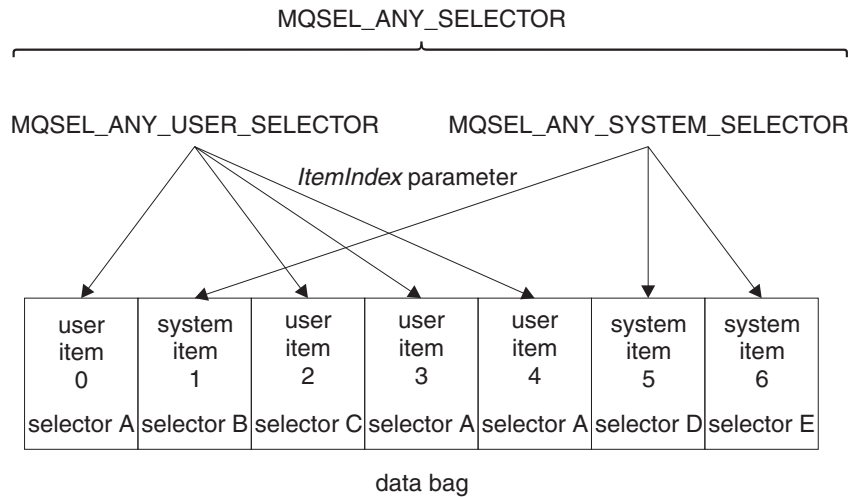 MQSEL_ANY_SELECTOR
MQSEL_ANY_USER_SELECTOR MQSEL_ANY_SYSTEM_SELECTOR
ItemIndex parameter
user system user user user system system
item item item item item item item
0 1 2 3 4 5 6
selector A selector B selector C selector A selector A selector D selector E
data bag